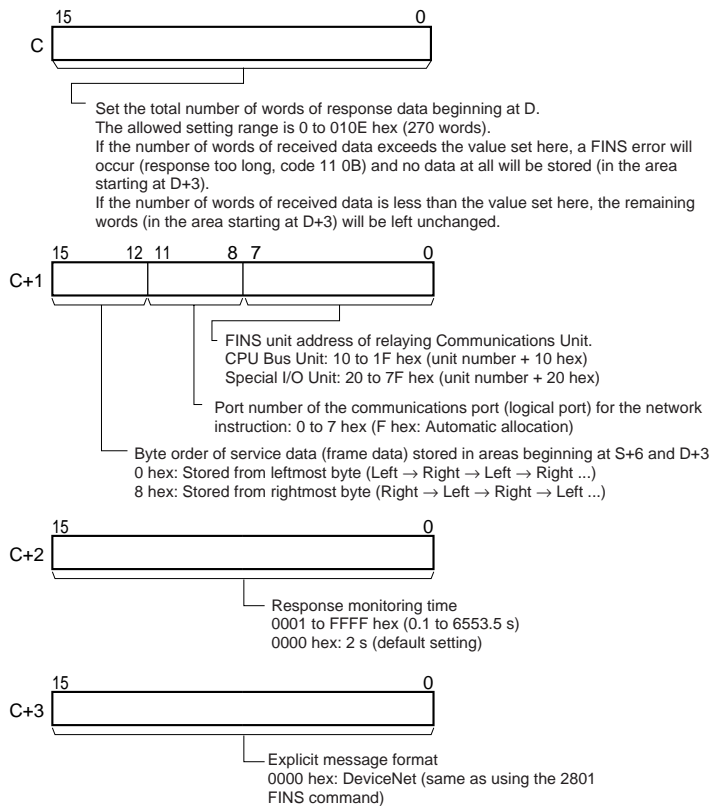 15 0
C
Set the total number of words of response data beginning at D.
The allowed setting range is 0 to 010E hex (270 words).
If the number of words of received data exceeds the value set here, a FINS error will
occur (response too long, code 11 0B) and no data at all will be stored (in the area
starting at D+3).
If the number of words of received data is less than the value set here, the remaining
words (in the area starting at D+3) will be left unchanged.
15 12 11 8 7 0
C+1
FINS unit address of relaying Communications Unit.
CPU Bus Unit: 10 to 1F hex (unit number + 10 hex)
Special I/O Unit: 20 to 7F hex (unit number + 20 hex)
Port number of the communications port (logical port) for the network
instruction: 0 to 7 hex (F hex: Automatic allocation)
Byte order of service data (frame data) stored in areas beginning at S+6 and D+3
0 hex: Stored from leftmost byte (Left → Right → Left → Right ...)
8 hex: Stored from rightmost byte (Right → Left → Right → Left ...)
15 0
C+2
Response monitoring time
0001 to FFFF hex (0.1 to 6553.5 s)
0000 hex: 2 s (default setting)
15 0
C+3
Explicit message format
0000 hex: DeviceNet (same as using the 2801
FINS command)